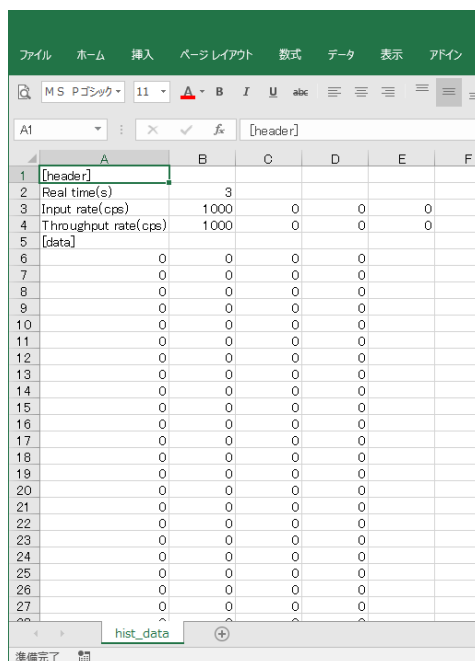 ファイル ホーム 挿入 ページ レイアウト 数式 データ 表示 アドイン
ＭＳ Ｐゴシック 11 A B I U abc
A1 fx [header]
A B C D E F
1 [header]
2 Real time(s) 3
3 Input rate(cps) 1000 0 0 0
4 Throughput rate(cps) 1000 0 0 0
5 [data]
6 0 0 0 0
7 0 0 0 0
8 0 0 0 0
9 0 0 0 0
10 0 0 0 0
11 0 0 0 0
12 0 0 0 0
13 0 0 0 0
14 0 0 0 0
15 0 0 0 0
16 0 0 0 0
17 0 0 0 0
18 0 0 0 0
19 0 0 0 0
20 0 0 0 0
21 0 0 0 0
22 0 0 0 0
23 0 0 0 0
24 0 0 0 0
25 0 0 0 0
26 0 0 0 0
27 0 0 0 0
hist_data
準備完了